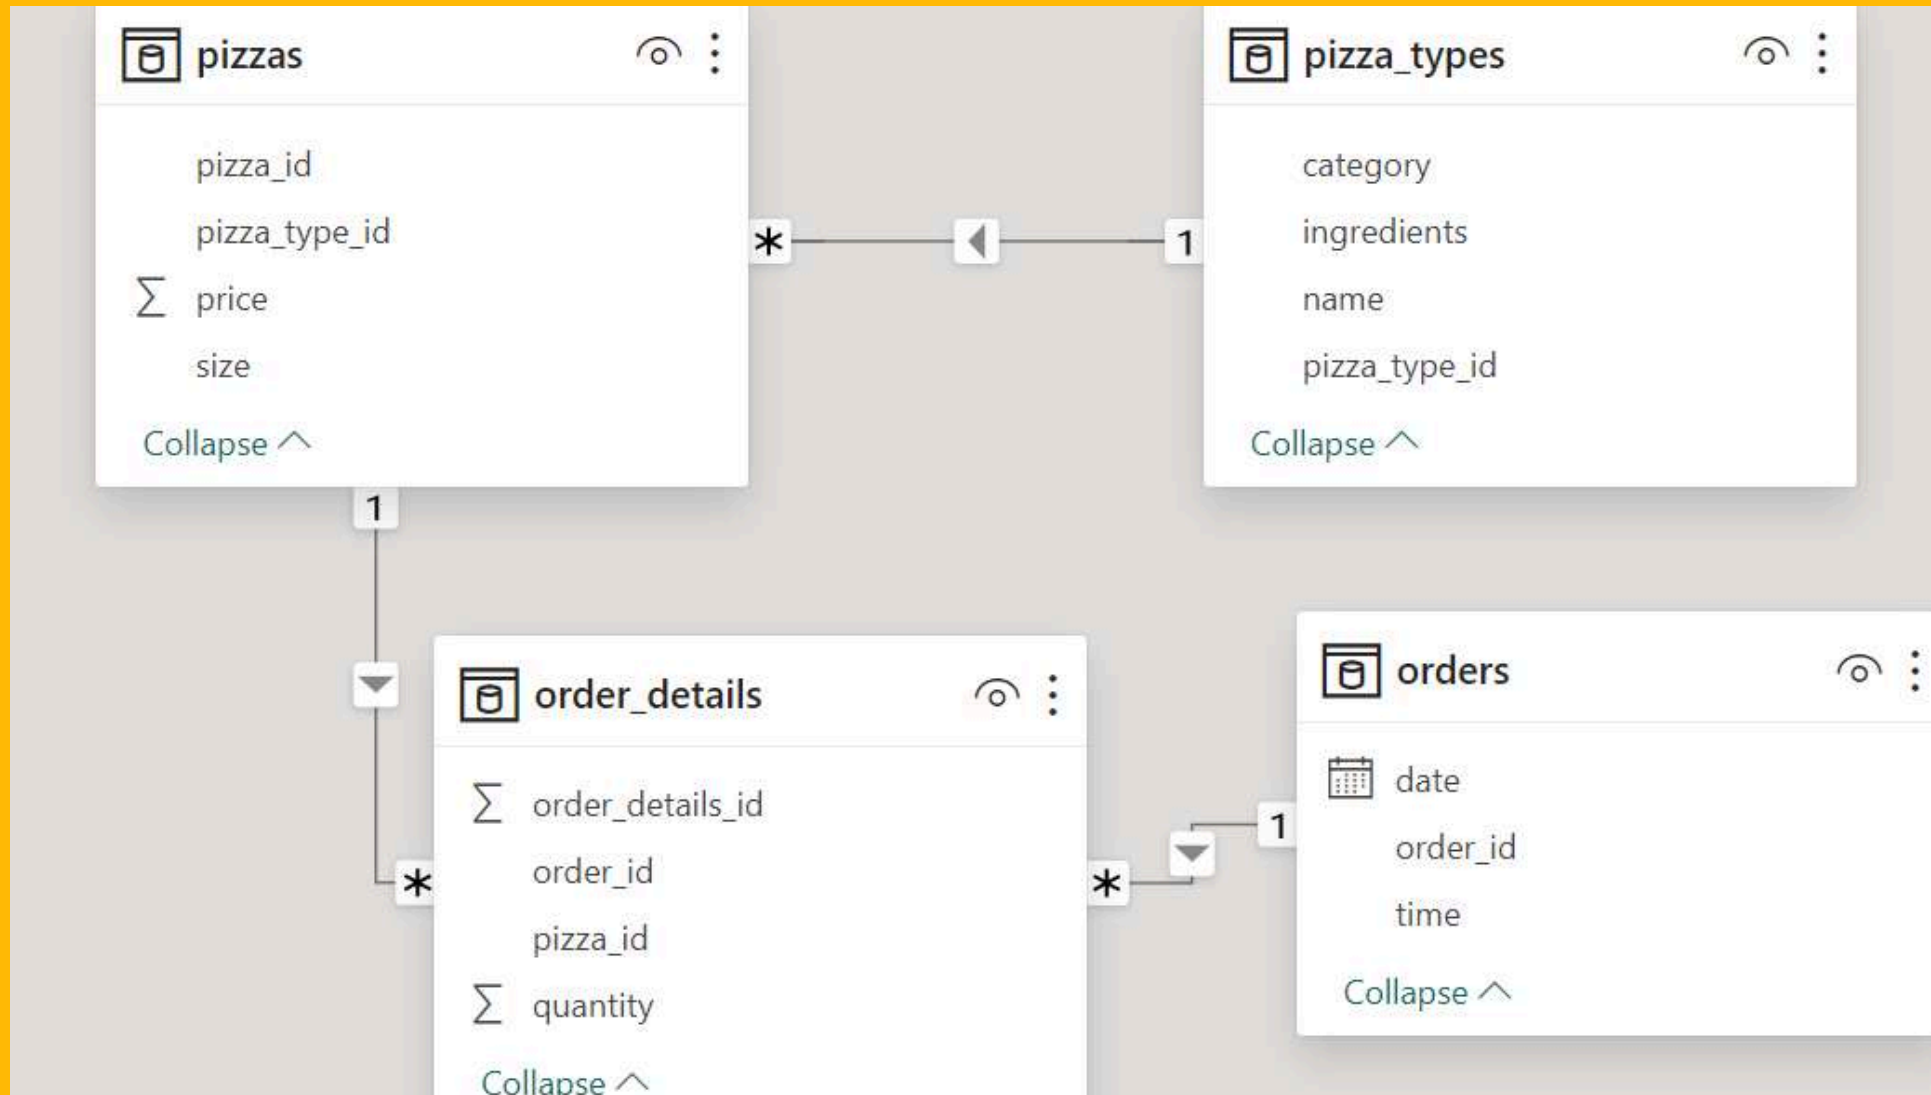 pizzas
pizza_id
pizza_type_id
price
size
Collapse
pizza_types
category
ingredients
name
pizza_type_id
Collapse
*
1
1
*
order_details
order_details_id
order_id
pizza_id
quantity
Collapse
*
1
orders
date
order_id
time
Collapse